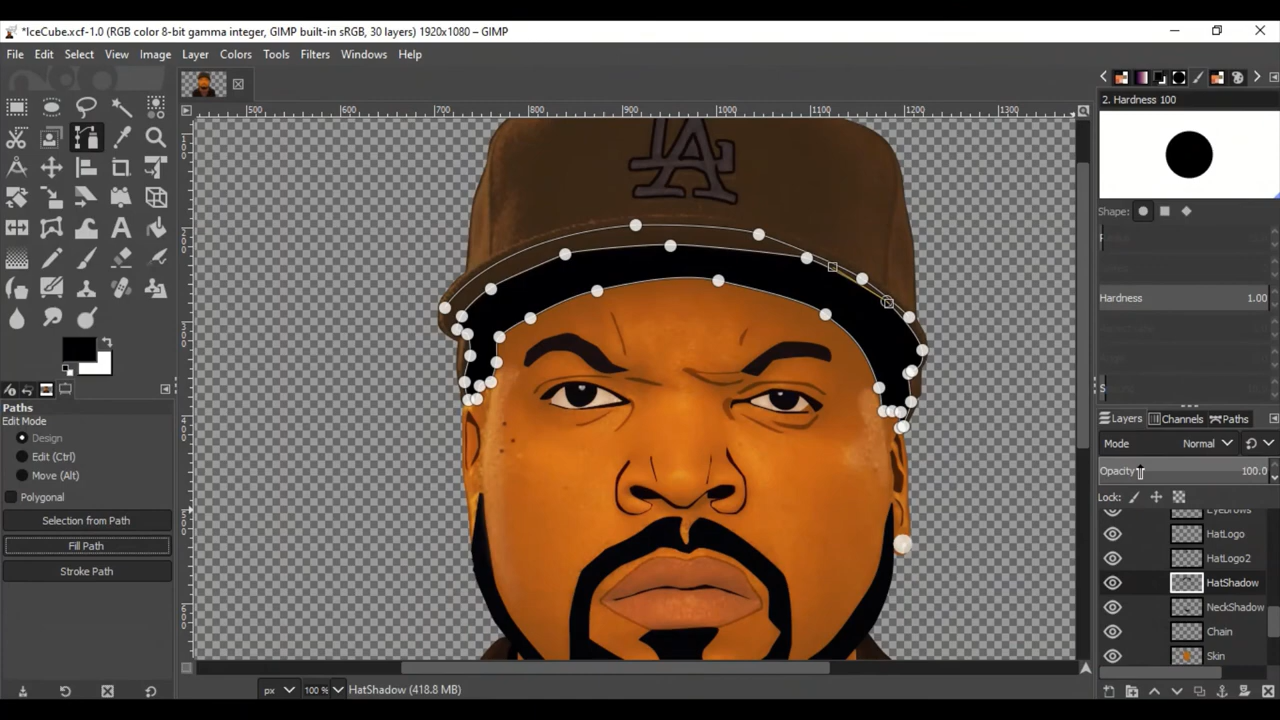 *IceCube.xcf-1.0 (RGB color 8-bit gamma integer, GIMP built-in sRGB, 30 layers) 1920x1080 – GIMP
File Edit Select View Image Layer Colors Tools Filters Windows Help
500 600 700 800 900 1000 1100 1200 1300
2. Hardness 100
LA
Shape:
Hardness 1.00
Paths
Edit Mode
Design
Edit (Ctrl)
Move (Alt)
Polygonal
Selection from Path
Fill Path
Stroke Path
Layers Channels Paths
Mode Normal
Opacity 100.0
Lock:
Eyebrows
HatLogo
HatLogo2
HatShadow
NeckShadow
Chain
Skin
px 100 % HatShadow (418.8 MB)